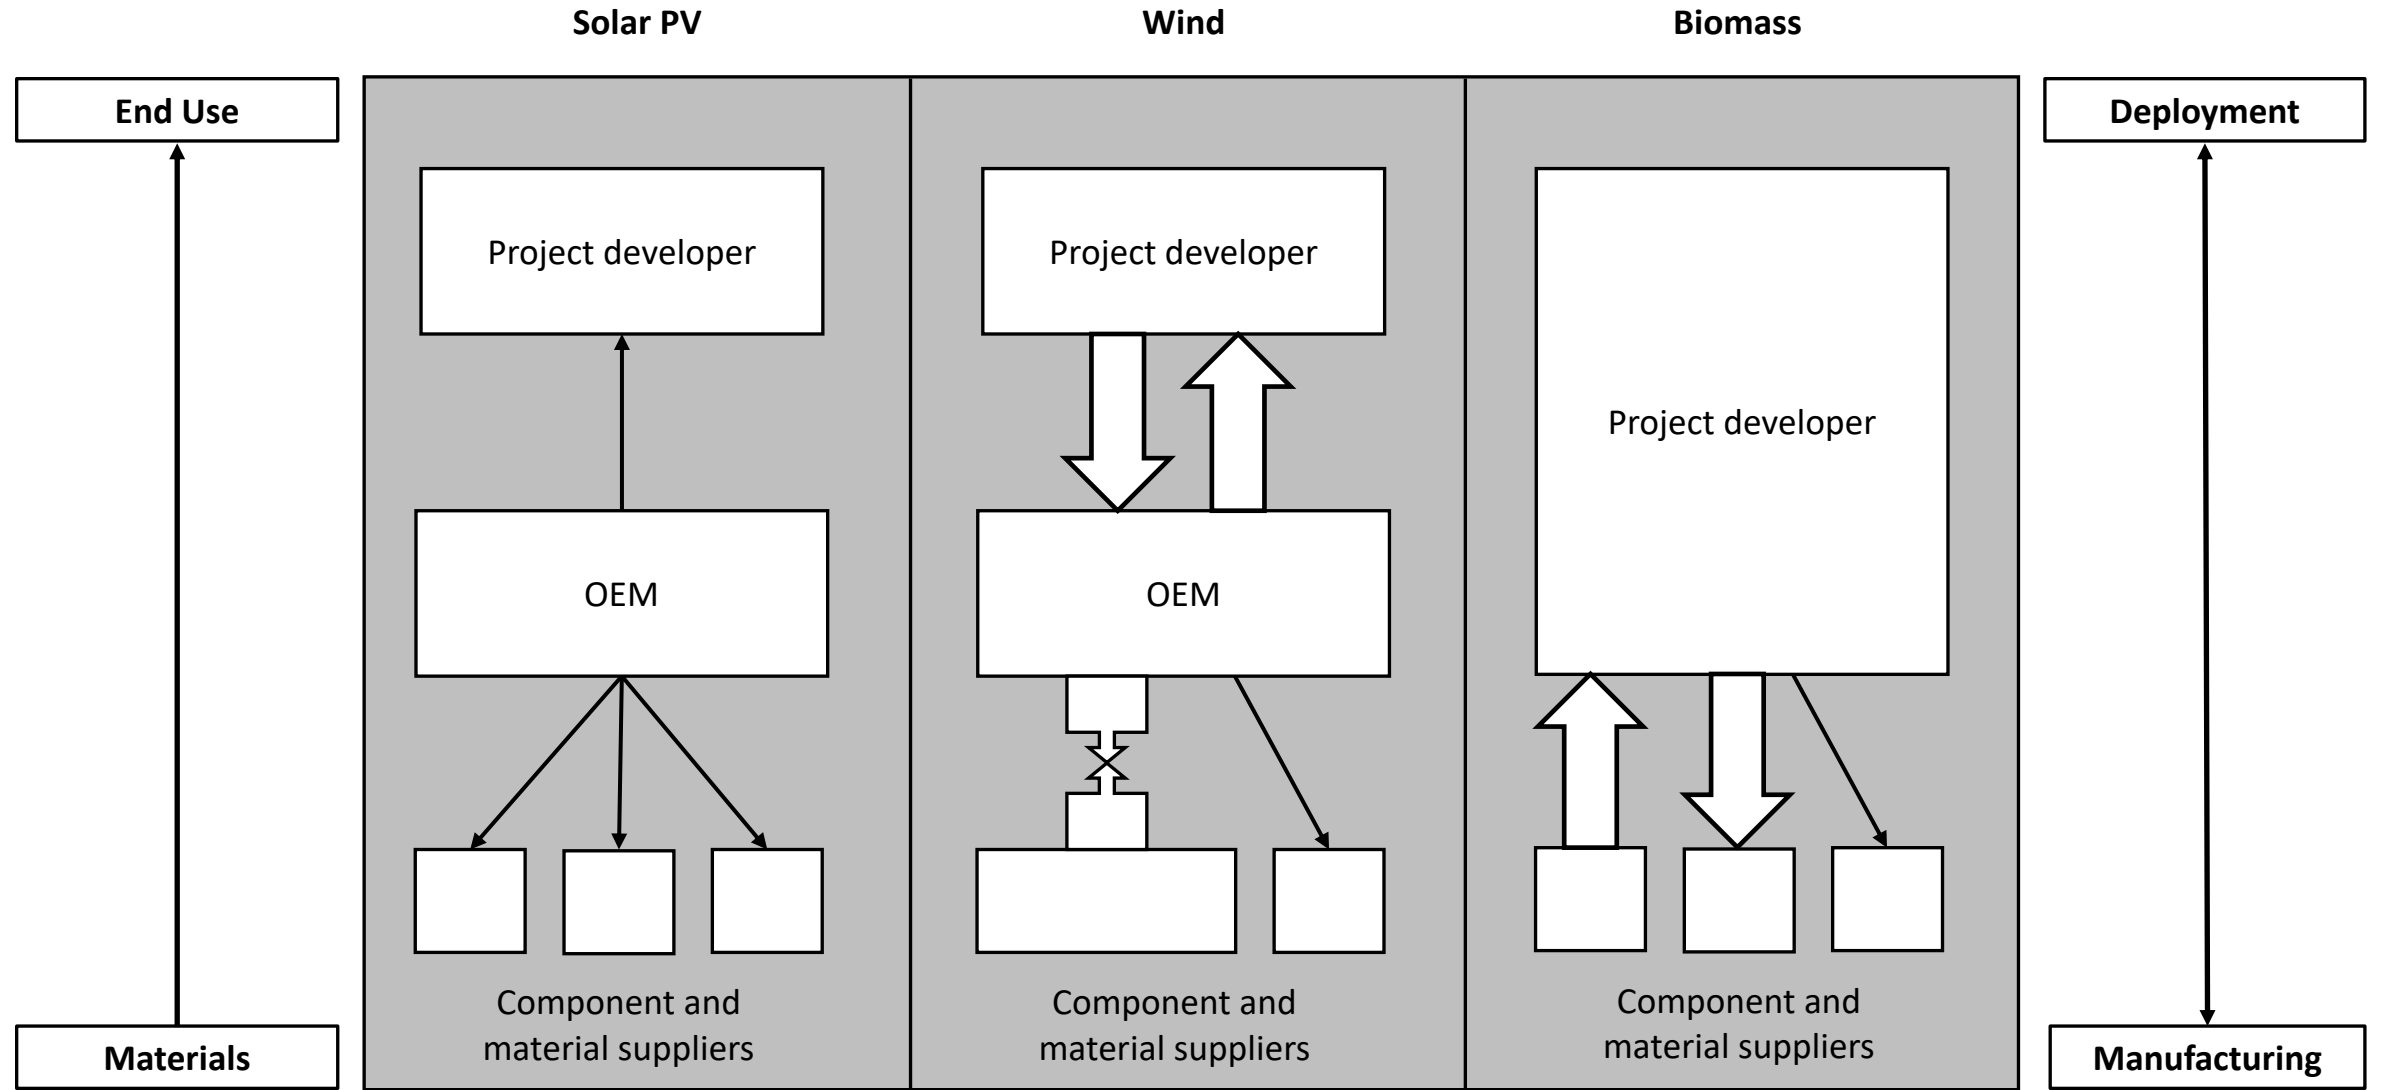 Solar PV
Wind
Biomass
End Use
Deployment
Project developer
Project developer
Project developer
OEM
OEM
Component and
material suppliers
Component and
material suppliers
Component and
material suppliers
Materials
Manufacturing